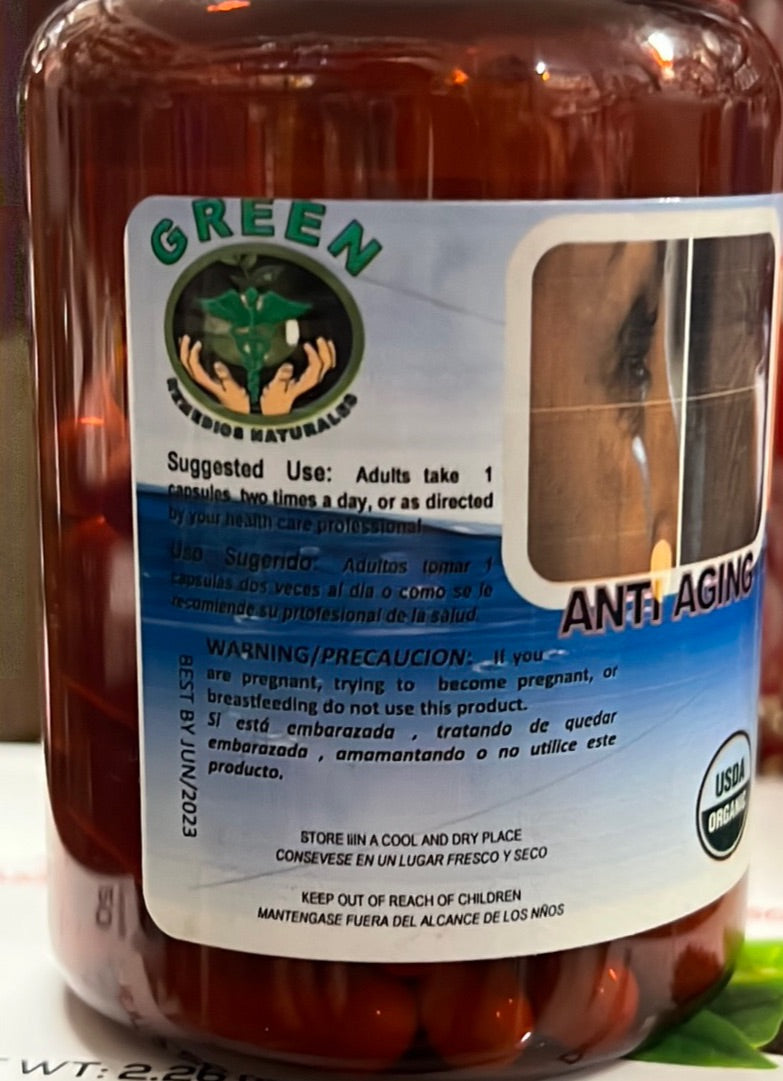 GREEN
REMEDIOS NATURALES
Suggested Use: Adults take 1
capsules two times a day, or as directed
by your health care professional
Uso Sugerido: Adultos tomar 1
capsulas dos veces al dia o como se lo
recomiende su prtofesional de la salud
ANTI AGING
WARNING/PRECAUCION: If you
are pregnant, trying to become pregnant, or
breastfeeding do not use this product.
Si está embarazada , tratando de quedar
embarazada , amamantando o no utilice este
producto.
BEST BY JUN/2023
USDA
ORGANIC
STORE IIIN A COOL AND DRY PLACE
CONSEVESE EN UN LUGAR FRESCO Y SECO
KEEP OUT OF REACH OF CHILDREN
MANTENGASE FUERA DEL ALCANCE DE LOS NIÑOS
WT: 2.26